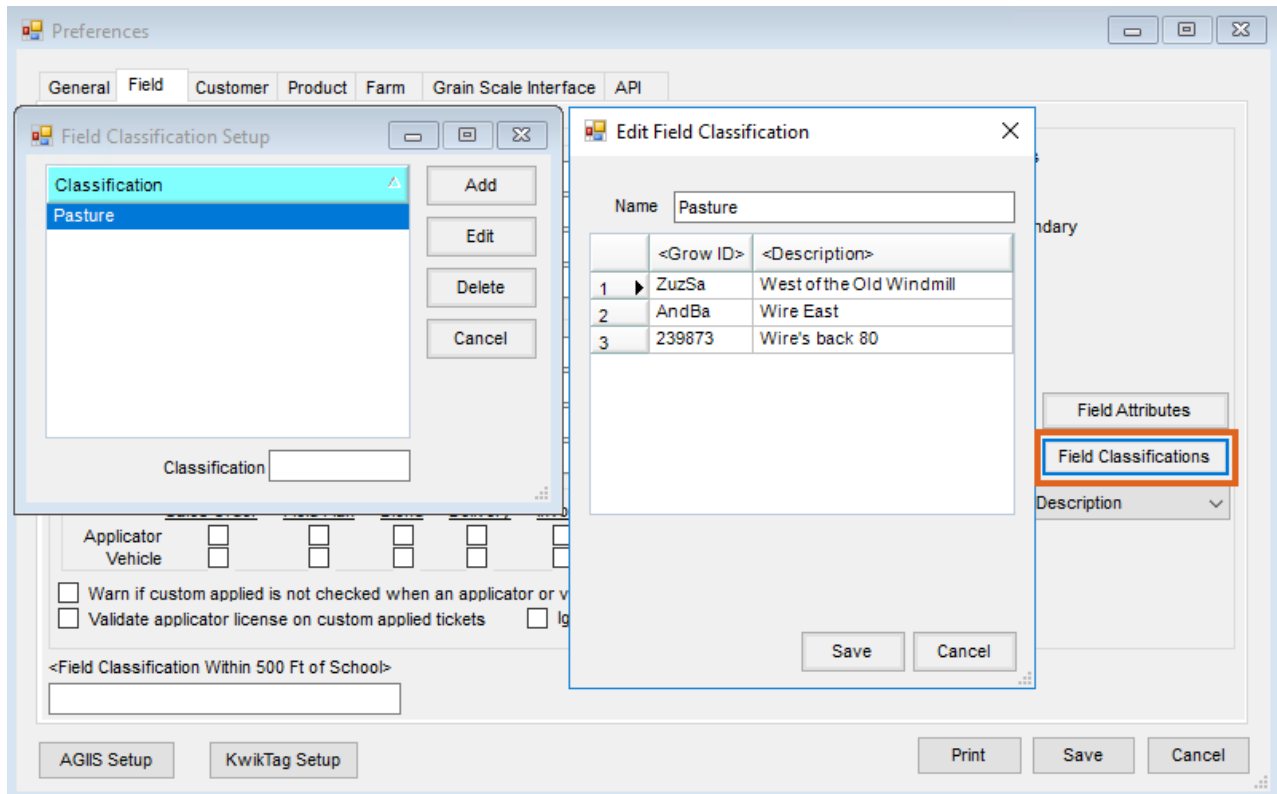 Preferences
General Field Customer Product Farm Grain Scale Interface API
Field Classification Setup
Classification
Pasture
Add
Edit
Delete
Cancel
Classification
Edit Field Classification
Name Pasture
<Grow ID> <Description>
1 ZuzSa West of the Old Windmill
2 AndBa Wire East
3 239873 Wire's back 80
Save Cancel
ndary
Field Attributes
Field Classifications
Description
Applicator
Vehicle
Warn if custom applied is not checked when an applicator or v
Validate applicator license on custom applied tickets Ig
<Field Classification Within 500 Ft of School>
AGIIS Setup KwikTag Setup Print Save Cancel